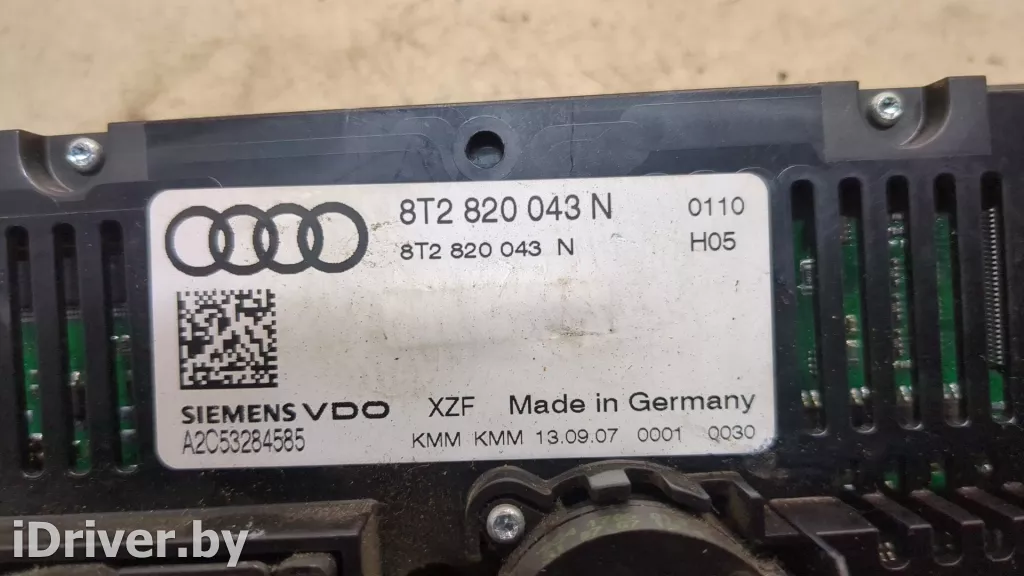 8T2 820 043 N 0110
8T2 820 043 N H05
SIEMENS VDO XZF Made in Germany
A2C53284585 KMM KMM 13.09.07 0001 0030
iDriver.by